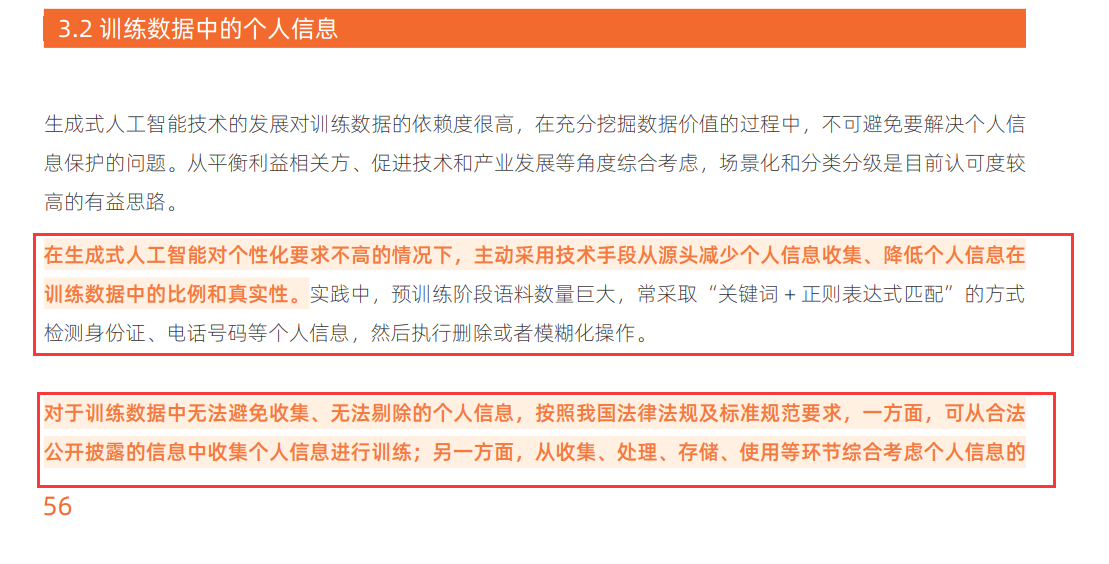 3.2 训练数据中的个人信息
生成式人工智能技术的发展对训练数据的依赖度很高，在充分挖掘数据价值的过程中，不可避免要解决个人信
息保护的问题。从平衡利益相关方、促进技术和产业发展等角度综合考虑，场景化和分类分级是目前认可度较
高的有益思路。
在生成式人工智能对个性化要求不高的情况下，主动采用技术手段从源头减少个人信息收集、降低个人信息在
训练数据中的比例和真实性。实践中，预训练阶段语料数量巨大，常采取“关键词 + 正则表达式匹配”的方式
检测身份证、电话号码等个人信息，然后执行删除或者模糊化操作。
对于训练数据中无法避免收集、无法剔除的个人信息，按照我国法律法规及标准规范要求，一方面，可从合法
公开披露的信息中收集个人信息进行训练；另一方面，从收集、处理、存储、使用等环节综合考虑个人信息的
56